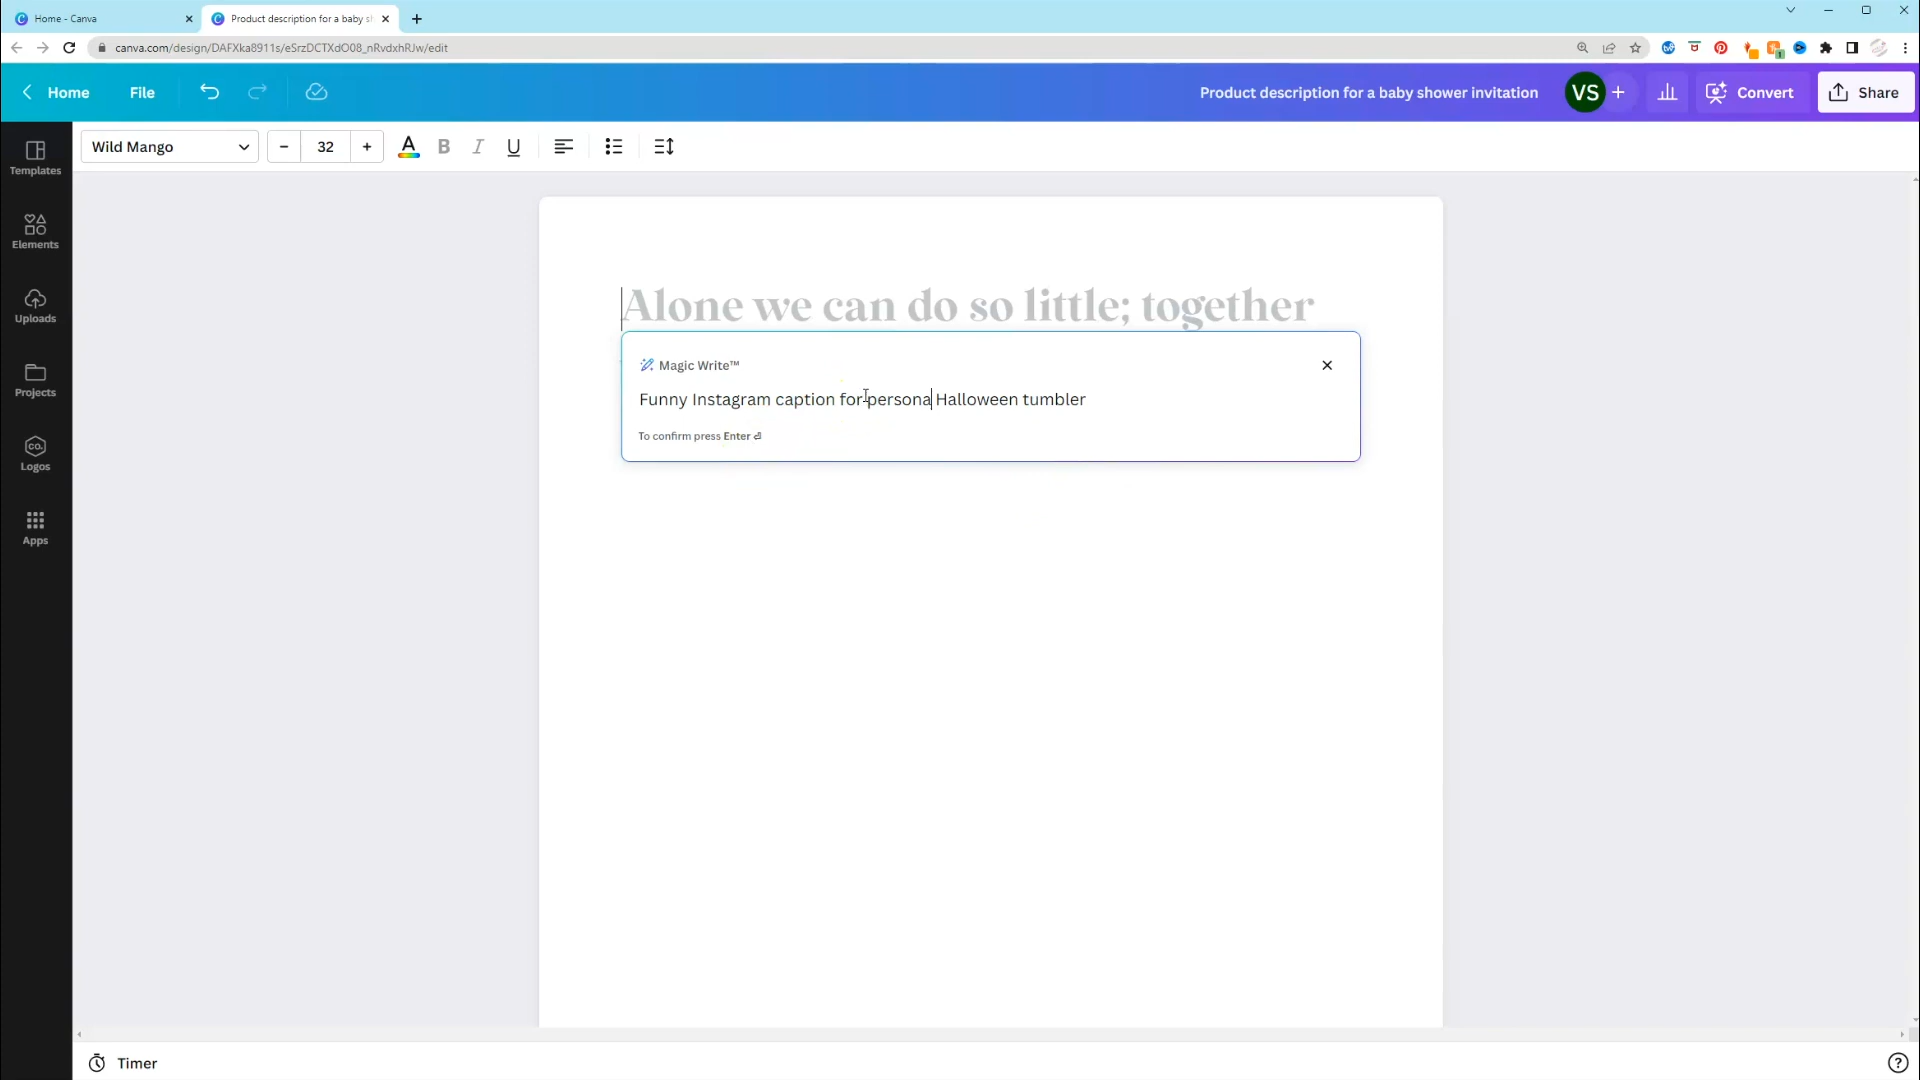 Home - Canva
Product description for a baby s
canva.com/design/DAFXka8911s/eSrzDCTXdO08_nRvdxhRJw/edit
Home File
Product description for a baby shower invitation
VS
Convert
Share
Wild Mango
32
A B I U
Templates
Elements
Uploads
Projects
CO.
Logos
Apps
Alone we can do so little; together
Magic Write™
Funny Instagram caption for persona Halloween tumbler
To confirm press Enter ⏎
Timer